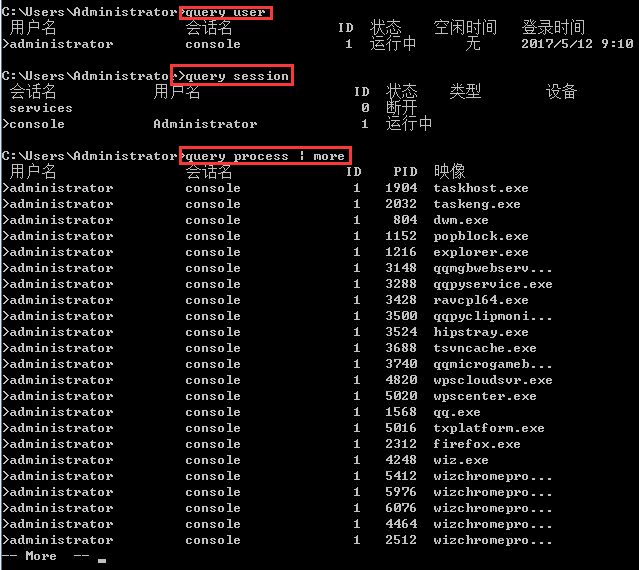 C:\Users\Administrator>query user
用户名 会话名 ID 状态 空闲时间 登录时间
>administrator console 1 运行中 无 2017/5/12 9:10
C:\Users\Administrator>query session
会话名 用户名 ID 状态 类型 设备
services 0 断开
>console Administrator 1 运行中
C:\Users\Administrator>query process | more
用户名 会话名 ID PID 映像
>administrator console 1 1904 taskhost.exe
>administrator console 1 2032 taskeng.exe
>administrator console 1 804 dwm.exe
>administrator console 1 1152 popblock.exe
>administrator console 1 1216 explorer.exe
>administrator console 1 3148 qqmgbwebserv...
>administrator console 1 3288 qqpyservice.exe
>administrator console 1 3428 ravcpl64.exe
>administrator console 1 3500 qqpyclipmoni...
>administrator console 1 3524 hipstray.exe
>administrator console 1 3688 tsvncache.exe
>administrator console 1 3740 qqmicrogameb...
>administrator console 1 4820 wpscloudsvr.exe
>administrator console 1 5020 wpscenter.exe
>administrator console 1 1568 qq.exe
>administrator console 1 5016 txplatform.exe
>administrator console 1 2312 firefox.exe
>administrator console 1 4248 wiz.exe
>administrator console 1 5412 wizchromepro...
>administrator console 1 5976 wizchromepro...
>administrator console 1 6076 wizchromepro...
>administrator console 1 4464 wizchromepro...
>administrator console 1 2512 wizchromepro...
-- More --